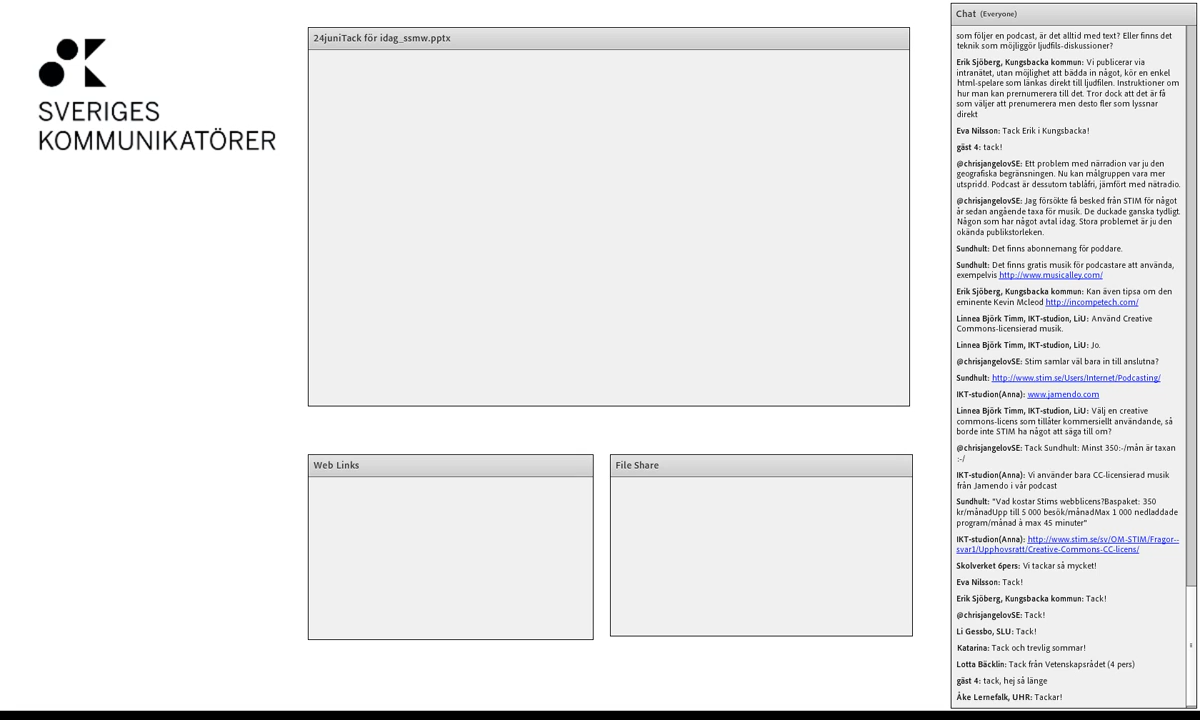 SVERIGES
KOMMUNIKATÖRER
24juniTack för idag_ssmw.pptx
Web Links
File Share
Chat (Everyone)
som följer en podcast, är det alltid med text? Eller finns det
teknik som möjliggör ljudfils-diskussioner?
Erik Sjöberg, Kungsbacka kommun: Vi publicerar via
intranätet, utan möjlighet att bädda in något, kör en enkel
html-spelare som länkas direkt till ljudfilen. Instruktioner om
hur man kan prernumerera till det. Tror dock att det är få
som väljer att prenumerera men desto fler som lyssnar
direkt
Eva Nilsson: Tack Erik i Kungsbacka!
gäst 4: tack!
@chrisjangelovSE: Ett problem med närradion var ju den
geografiska begränsningen. Nu kan målgruppen vara mer
utspridd. Podcast är dessutom tablåfri, jämfört med nätradio.
@chrisjangelovSE: Jag försökte få besked från STIM för något
år sedan angående taxa för musik. De duckade ganska tydligt.
Någon som har något avtal idag. Stora problemet är ju den
okända publikstorleken.
Sundhult: Det finns abonnemang för poddare.
Sundhult: Det finns gratis musik för podcastare att använda,
exempelvis http://www.musicalley.com/
Erik Sjöberg, Kungsbacka kommun: Kan även tipsa om den
eminente Kevin Mcleod http://incompetech.com/
Linnea Björk Timm, IKT-studion, LiU: Använd Creative
Commons-licensierad musik.
Linnea Björk Timm, IKT-studion, LiU: Jo.
@chrisjangelovSE: Stim samlar väl bara in till anslutna?
Sundhult: http://www.stim.se/Users/Internet/Podcasting/
IKT-studion(Anna): www.jamendo.com
Linnea Björk Timm, IKT-studion, LiU: Välj en creative
commons-licens som tillåter kommersiellt användande, så
borde inte STIM ha något att säga till om?
@chrisjangelovSE: Tack Sundhult: Minst 350:-/mån är taxan
:-/
IKT-studion(Anna): Vi använder bara CC-licensierad musik
från Jamendo i vår podcast
Sundhult: "Vad kostar Stims webblicens?Baspaket: 350
kr/månadUpp till 5 000 besök/månadMax 1 000 nedladdade
program/månad à max 45 minuter"
IKT-studion(Anna): http://www.stim.se/sv/OM-STIM/Fragor--
svar1/Upphovsratt/Creative-Commons-CC-licens/
Skolverket 6pers: Vi tackar så mycket!
Eva Nilsson: Tack!
Erik Sjöberg, Kungsbacka kommun: Tack!
@chrisjangelovSE: Tack!
Li Gessbo, SLU: Tack!
Katarina: Tack och trevlig sommar!
Lotta Bäcklin: Tack från Vetenskapsrådet (4 pers)
gäst 4: tack, hej så länge
Åke Lernefalk, UHR: Tackar!